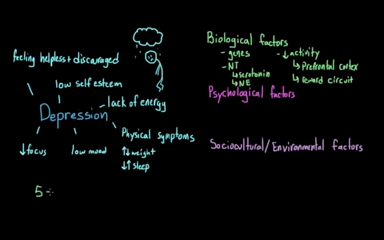 feeling helpless + discouraged
low self esteem
lack of energy
Depression
Physical symptoms
↑↓ weight
↓↑ sleep
↓ focus
low mood
5 -
Biological factors
- genes
- NT
↳ serotonin
↳ NE
- ↓ activity
↳ Prefrontal cortex
↳ reward circuit
Psychological factors
Sociocultural/Environmental factors